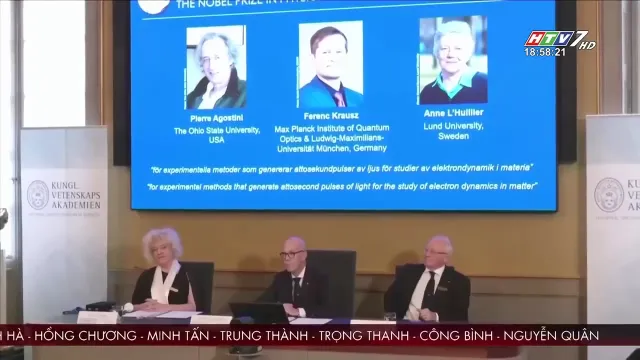 THE NOBEL PRIZE IN
HTV7 HD
18:58:21
Pierre Agostini
The Ohio State University,
USA
Ferenc Krausz
Max Planck Institute of Quantum
Optics & Ludwig-Maximilians-
Universität München, Germany
Anne L'Huillier
Lund University,
Sweden
"för experimentella metoder som genererar attosekundpulser av ljus för studier av elektrondynamik i materia"
"for experimental methods that generate attosecond pulses of light for the study of electron dynamics in matter"
KUNGL.
VETENSKAPS
AKADEMIEN
KUNGL.
VETENSKAPS
AKADEMIEN
HÀ - HỒNG CHƯƠNG - MINH TẤN - TRUNG THÀNH - TRỌNG THANH - CÔNG BÌNH - NGUYỄN QUÂN